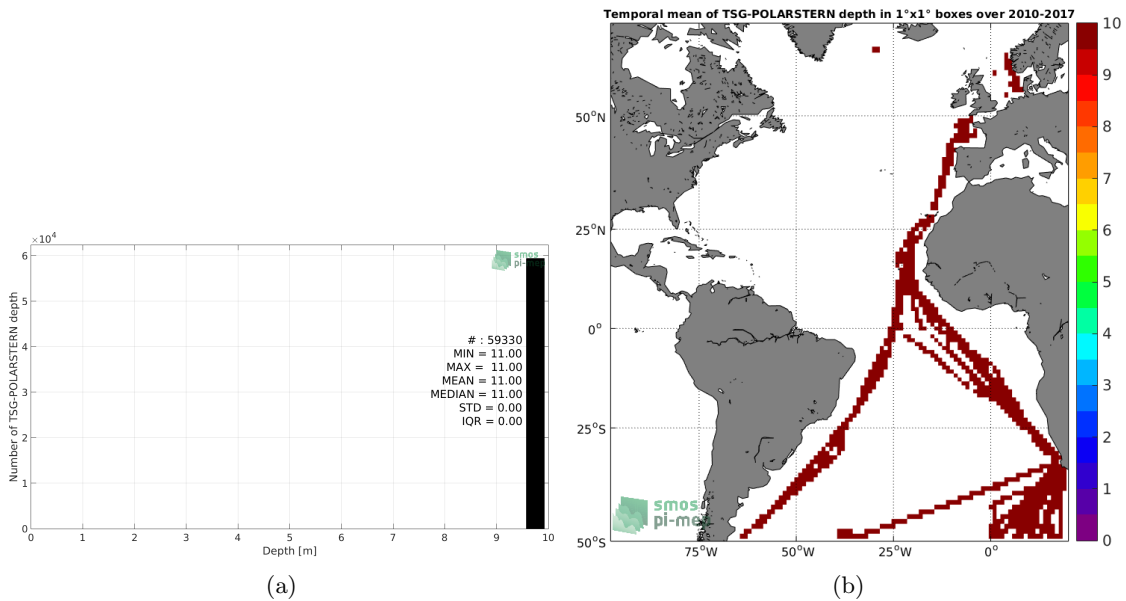 ×10⁴
6
5
4
3
2
1
0
Number of TSG-POLARSTERN depth
smos
pi-mep
# : 59330
MIN = 11.00
MAX = 11.00
MEAN = 11.00
MEDIAN = 11.00
STD = 0.00
IQR = 0.00
0 1 2 3 4 5 6 7 8 9 10
Depth [m]
(a)
Temporal mean of TSG-POLARSTERN depth in 1°x1° boxes over 2010-2017
50°N
25°N
0°
25°S
50°S
75°W 50°W 25°W 0°
smos
pi-mep
10
9
8
7
6
5
4
3
2
1
0
(b)